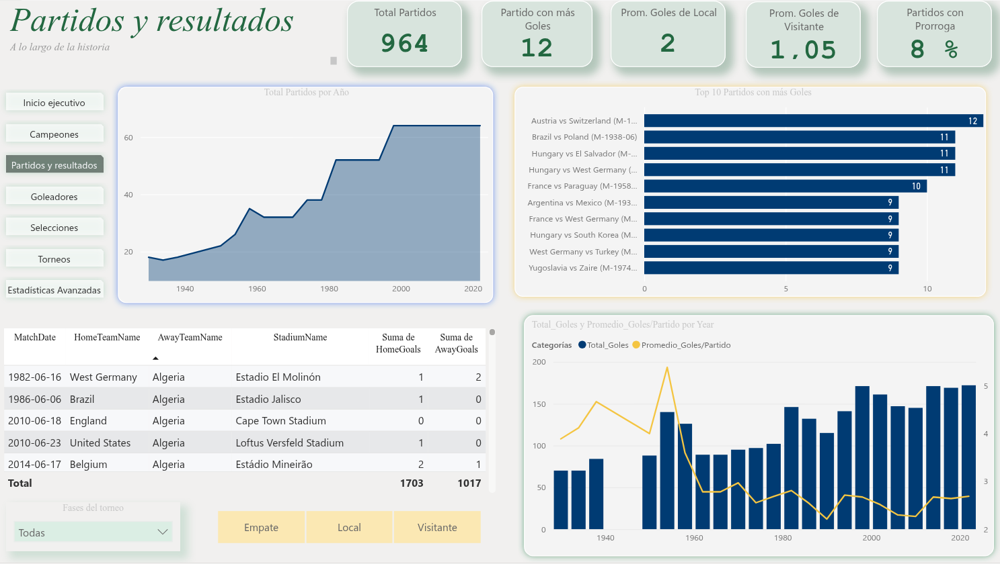 Partidos y resultados
A lo largo de la historia
Total Partidos
964
Partido con más
Goles
12
Prom. Goles de Local
2
Prom. Goles de
Visitante
1,05
Partidos con
Prorroga
8 %
Inicio ejecutivo
Campeones
Partidos y resultados
Goleadores
Selecciones
Torneos
Estadísticas Avanzadas
Total Partidos por Año
60
40
20
1940 1960 1980 2000 2020
Top 10 Partidos con más Goles
Austria vs Switzerland (M-1... 12
Brazil vs Poland (M-1938-06) 11
Hungary vs El Salvador (M-... 11
Hungary vs West Germany (... 11
France vs Paraguay (M-1958... 10
Argentina vs Mexico (M-193... 9
France vs West Germany (M... 9
Hungary vs South Korea (M... 9
West Germany vs Turkey (M... 9
Yugoslavia vs Zaire (M-1974... 9
0 5 10
MatchDate HomeTeamName AwayTeamName StadiumName Suma de HomeGoals Suma de AwayGoals
1982-06-16 West Germany Algeria Estadio El Molinón 1 2
1986-06-06 Brazil Algeria Estadio Jalisco 1 0
2010-06-18 England Algeria Cape Town Stadium 0 0
2010-06-23 United States Algeria Loftus Versfeld Stadium 1 0
2014-06-17 Belgium Algeria Estádio Mineirão 2 1
Total 1703 1017
Fases del torneo
Todas
Empate Local Visitante
Total_Goles y Promedio_Goles/Partido por Year
Categorías Total_Goles Promedio_Goles/Partido
200
150
100
50
0
5
4
3
2
1940 1960 1980 2000 2020